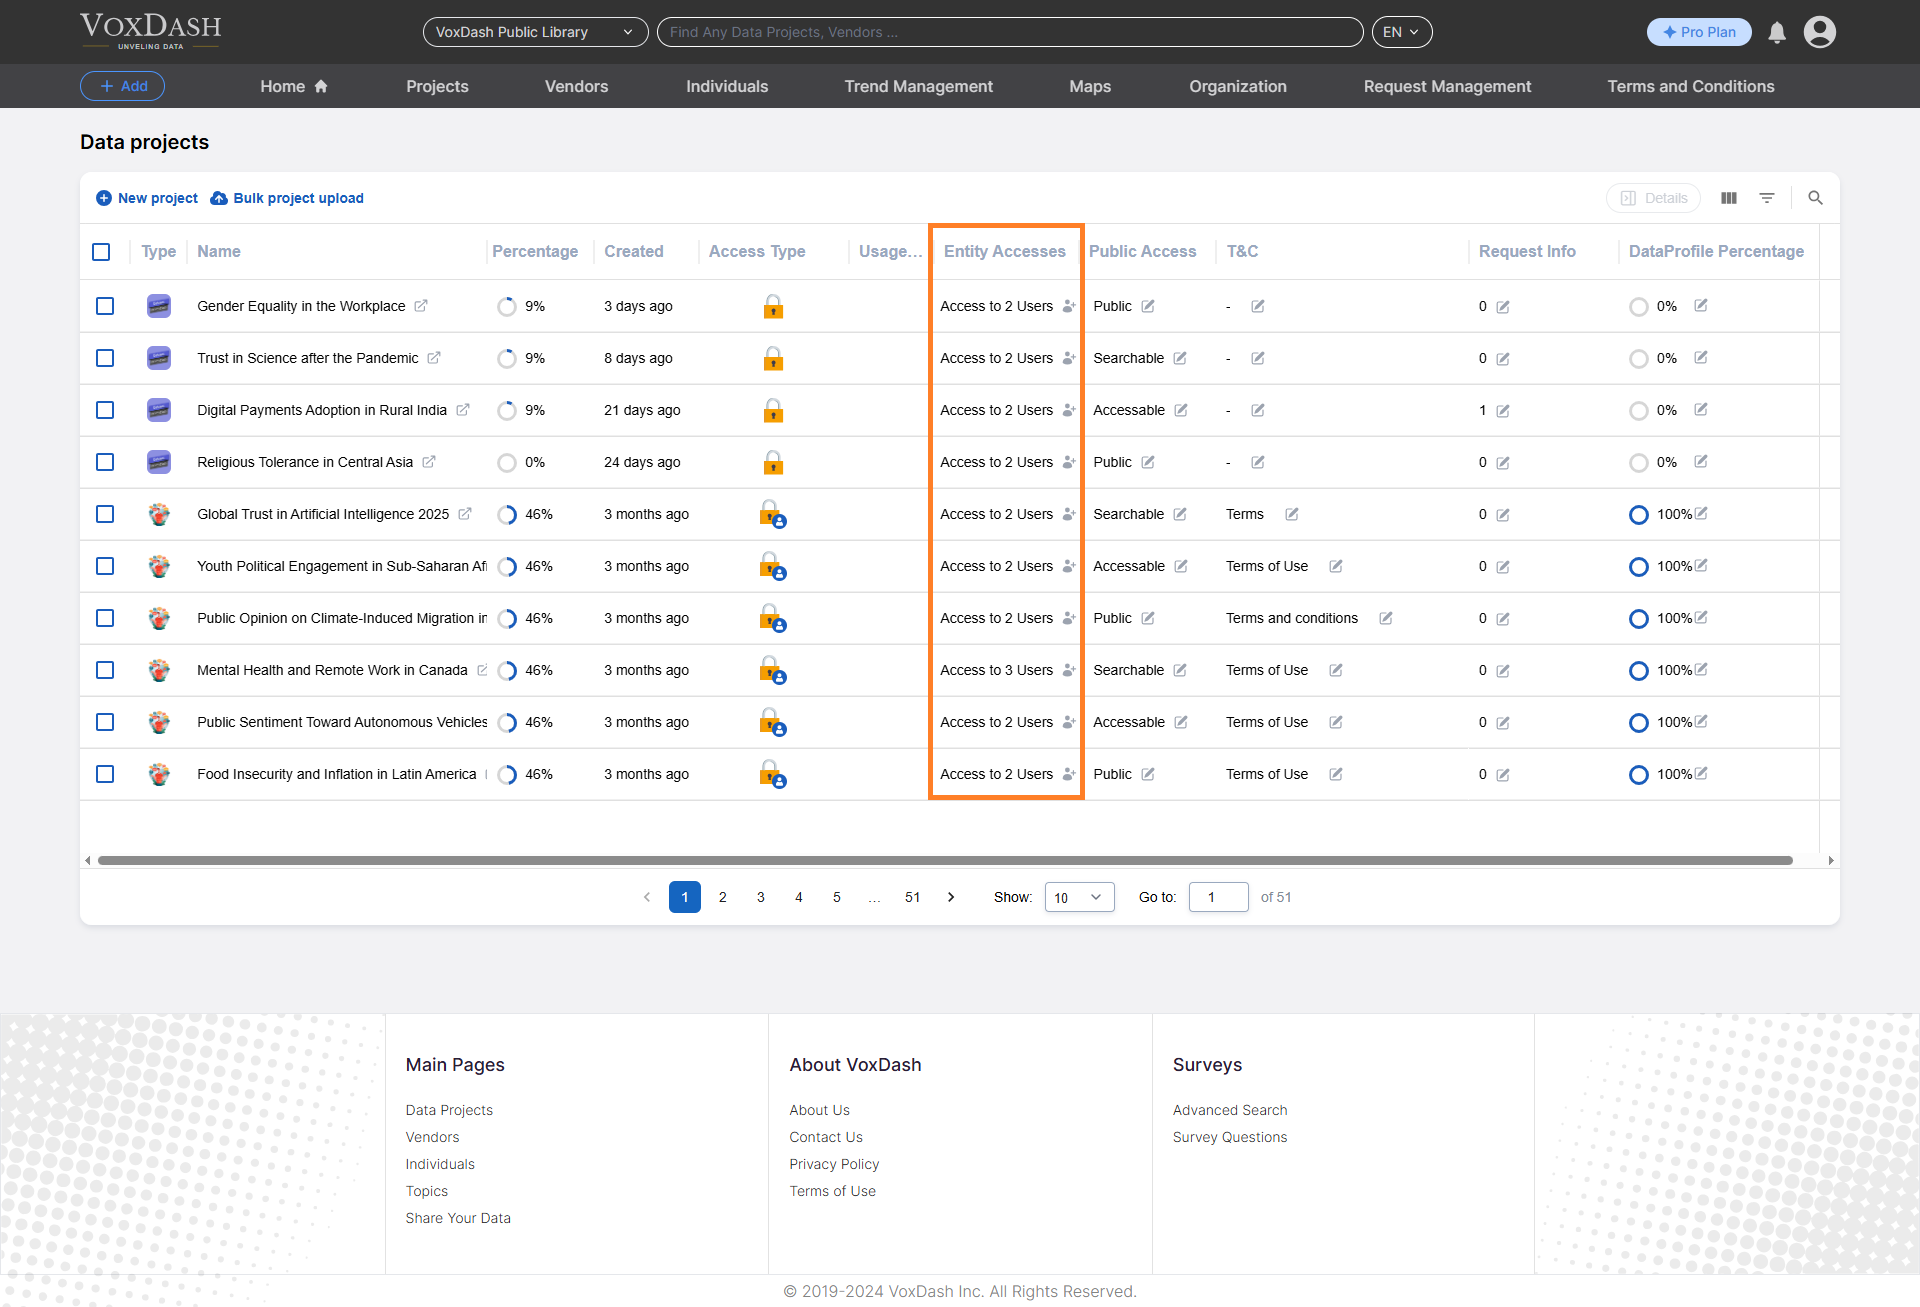 VOXDASH
UNVELING DATA
VoxDash Public Library
Find Any Data Projects, Vendors ...
EN
Pro Plan
Add
Home
Projects
Vendors
Individuals
Trend Management
Maps
Organization
Request Management
Terms and Conditions
Data projects
New project
Bulk project upload
Details
Type Name Percentage Created Access Type Usage... Entity Accesses Public Access T&C Request Info DataProfile Percentage
Gender Equality in the Workplace 9% 3 days ago Access to 2 Users Public - 0 0%
Trust in Science after the Pandemic 9% 8 days ago Access to 2 Users Searchable - 0 0%
Digital Payments Adoption in Rural India 9% 21 days ago Access to 2 Users Accessable - 1 0%
Religious Tolerance in Central Asia 0% 24 days ago Access to 2 Users Public - 0 0%
Global Trust in Artificial Intelligence 2025 46% 3 months ago Access to 2 Users Searchable Terms 0 100%
Youth Political Engagement in Sub-Saharan Af 46% 3 months ago Access to 2 Users Accessable Terms of Use 0 100%
Public Opinion on Climate-Induced Migration in 46% 3 months ago Access to 2 Users Public Terms and conditions 0 100%
Mental Health and Remote Work in Canada 46% 3 months ago Access to 3 Users Searchable Terms of Use 0 100%
Public Sentiment Toward Autonomous Vehicles 46% 3 months ago Access to 2 Users Accessable Terms of Use 0 100%
Food Insecurity and Inflation in Latin America 46% 3 months ago Access to 2 Users Public Terms of Use 0 100%
1 2 3 4 5 ... 51 Show: 10 Go to: 1 of 51
Main Pages
Data Projects
Vendors
Individuals
Topics
Share Your Data
About VoxDash
About Us
Contact Us
Privacy Policy
Terms of Use
Surveys
Advanced Search
Survey Questions
© 2019-2024 VoxDash Inc. All Rights Reserved.